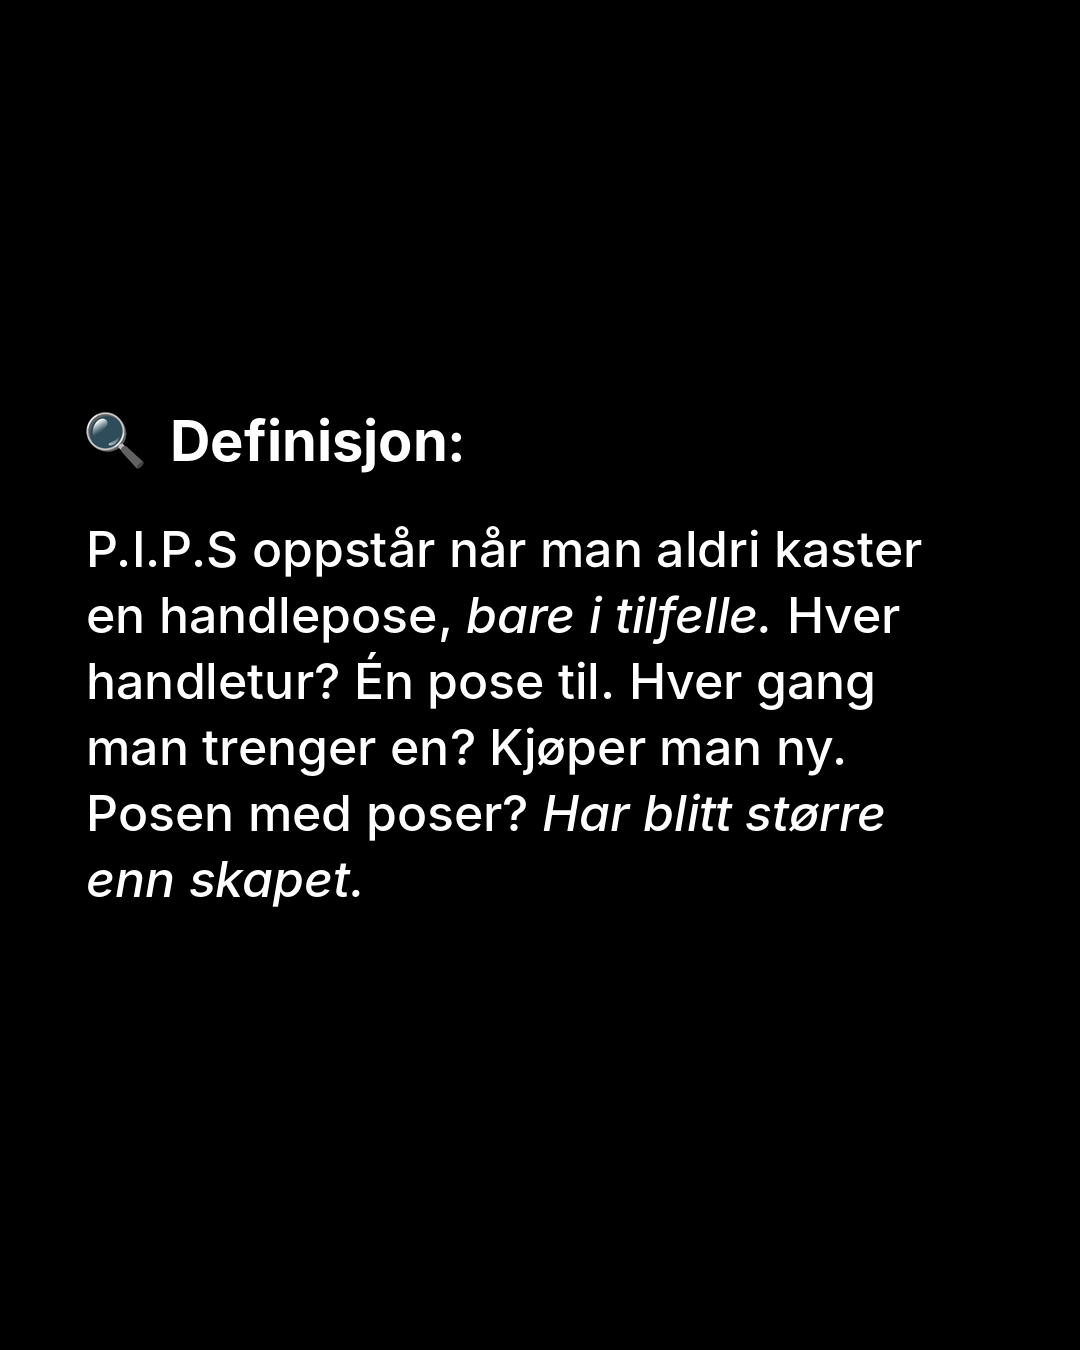 🔍 Definisjon:
P.I.P.S oppstår når man aldri kaster
en handlepose, bare i tilfelle. Hver
handletur? Én pose til. Hver gang
man trenger en? Kjøper man ny.
Posen med poser? Har blitt større
enn skapet.